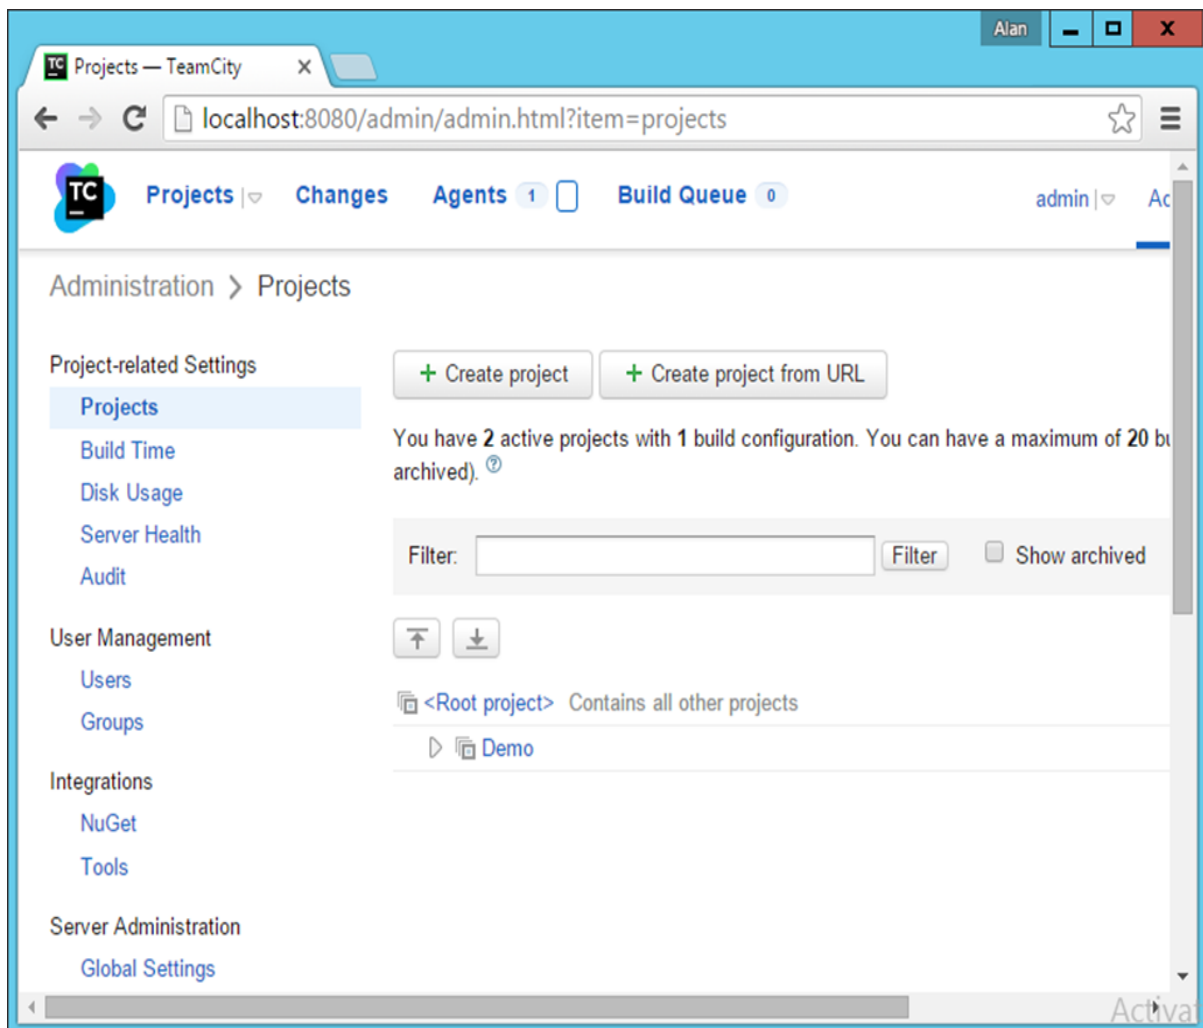 Alan
TC Projects — TeamCity
localhost:8080/admin/admin.html?item=projects
TC Projects Changes Agents 1 Build Queue 0 admin
Administration > Projects
Project-related Settings
Projects
Build Time
Disk Usage
Server Health
Audit
User Management
Users
Groups
Integrations
NuGet
Tools
Server Administration
Global Settings
+ Create project + Create project from URL
You have 2 active projects with 1 build configuration. You can have a maximum of 20
archived). ?
Filter: Filter Show archived
<Root project> Contains all other projects
Demo